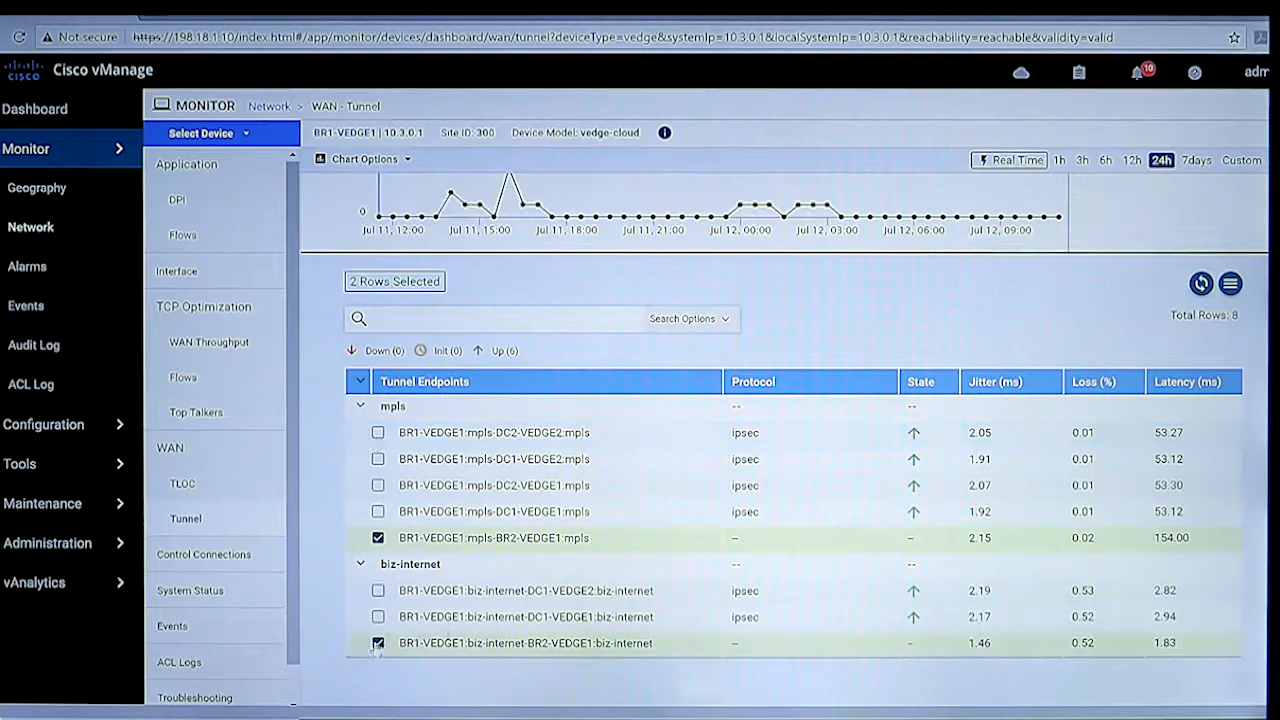 Not secure https://198.18.1.10/index.html#/app/monitor/devices/dashboard/wan/tunnel?deviceType=vedge&systemIp=10.3.0.1&localSystemIp=10.3.0.1&reachability=reachable&validity=valid
CISCO Cisco vManage
10
? adm
Dashboard
Monitor
Geography
Network
Alarms
Events
Audit Log
ACL Log
Configuration
Tools
Maintenance
Administration
vAnalytics
MONITOR Network > WAN - Tunnel
Select Device
BR1-VEDGE1 | 10.3.0.1 Site ID: 300 Device Model: vedge-cloud i
Application
DPI
Flows
Interface
TCP Optimization
WAN Throughput
Flows
Top Talkers
WAN
TLOC
Tunnel
Control Connections
System Status
Events
ACL Logs
Troubleshooting
Chart Options
Real Time 1h 3h 6h 12h 24h 7days Custom
0
Jul 11, 12:00 Jul 11, 15:00 Jul 11, 18:00 Jul 11, 21:00 Jul 12, 00:00 Jul 12, 03:00 Jul 12, 06:00 Jul 12, 09:00
2 Rows Selected
Search Options
Total Rows: 8
Down (0) Init (0) Up (6)
Tunnel Endpoints Protocol State Jitter (ms) Loss (%) Latency (ms)
mpls -- --
BR1-VEDGE1:mpls-DC2-VEDGE2:mpls ipsec 2.05 0.01 53.27
BR1-VEDGE1:mpls-DC1-VEDGE2:mpls ipsec 1.91 0.01 53.12
BR1-VEDGE1:mpls-DC2-VEDGE1:mpls ipsec 2.07 0.01 53.30
BR1-VEDGE1:mpls-DC1-VEDGE1:mpls ipsec 1.92 0.01 53.12
BR1-VEDGE1:mpls-BR2-VEDGE1:mpls – – 2.15 0.02 154.00
biz-internet -- --
BR1-VEDGE1:biz-internet-DC1-VEDGE2:biz-internet ipsec 2.19 0.53 2.82
BR1-VEDGE1:biz-internet-DC1-VEDGE1:biz-internet ipsec 2.17 0.52 2.94
BR1-VEDGE1:biz-internet-BR2-VEDGE1:biz-internet – – 1.46 0.52 1.83